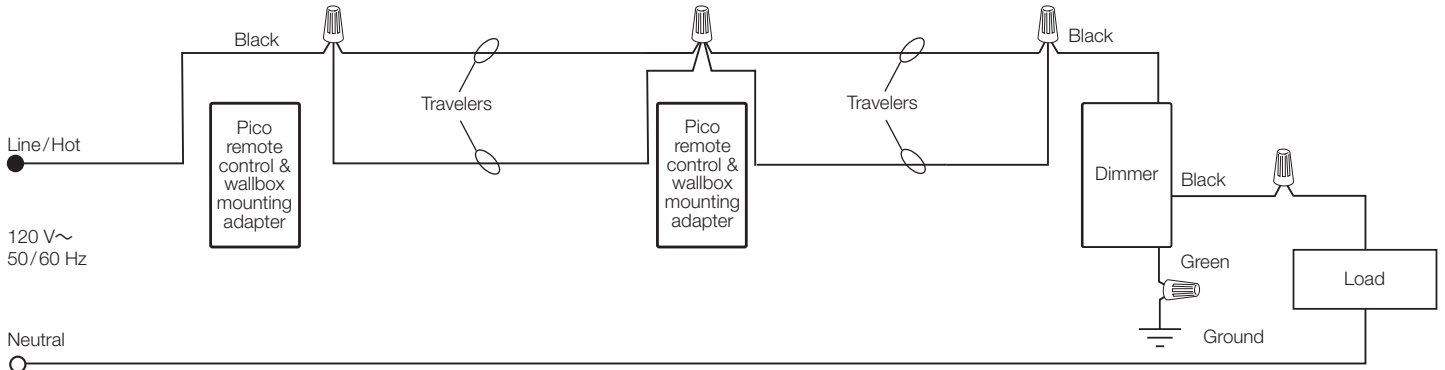 Black
Black
Travelers
Travelers
Line/Hot
Pico
remote
control &
wallbox
mounting
adapter
Pico
remote
control &
wallbox
mounting
adapter
Dimmer
Black
120 V~
50/60 Hz
Green
Load
Ground
Neutral